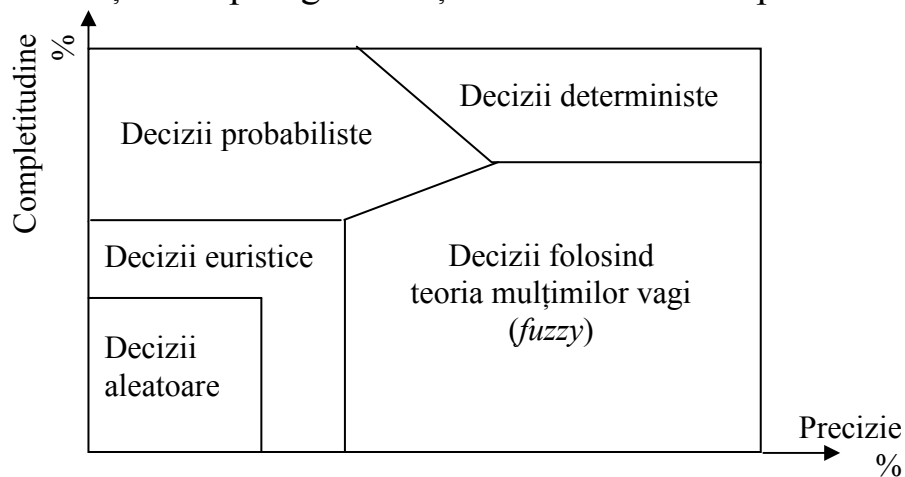 Completitudine
%
Decizii deterministe
Decizii probabiliste
Decizii euristice
Decizii folosind
teoria mulțimilor vagi
(fuzzy)
Decizii
aleatoare
Precizie
%